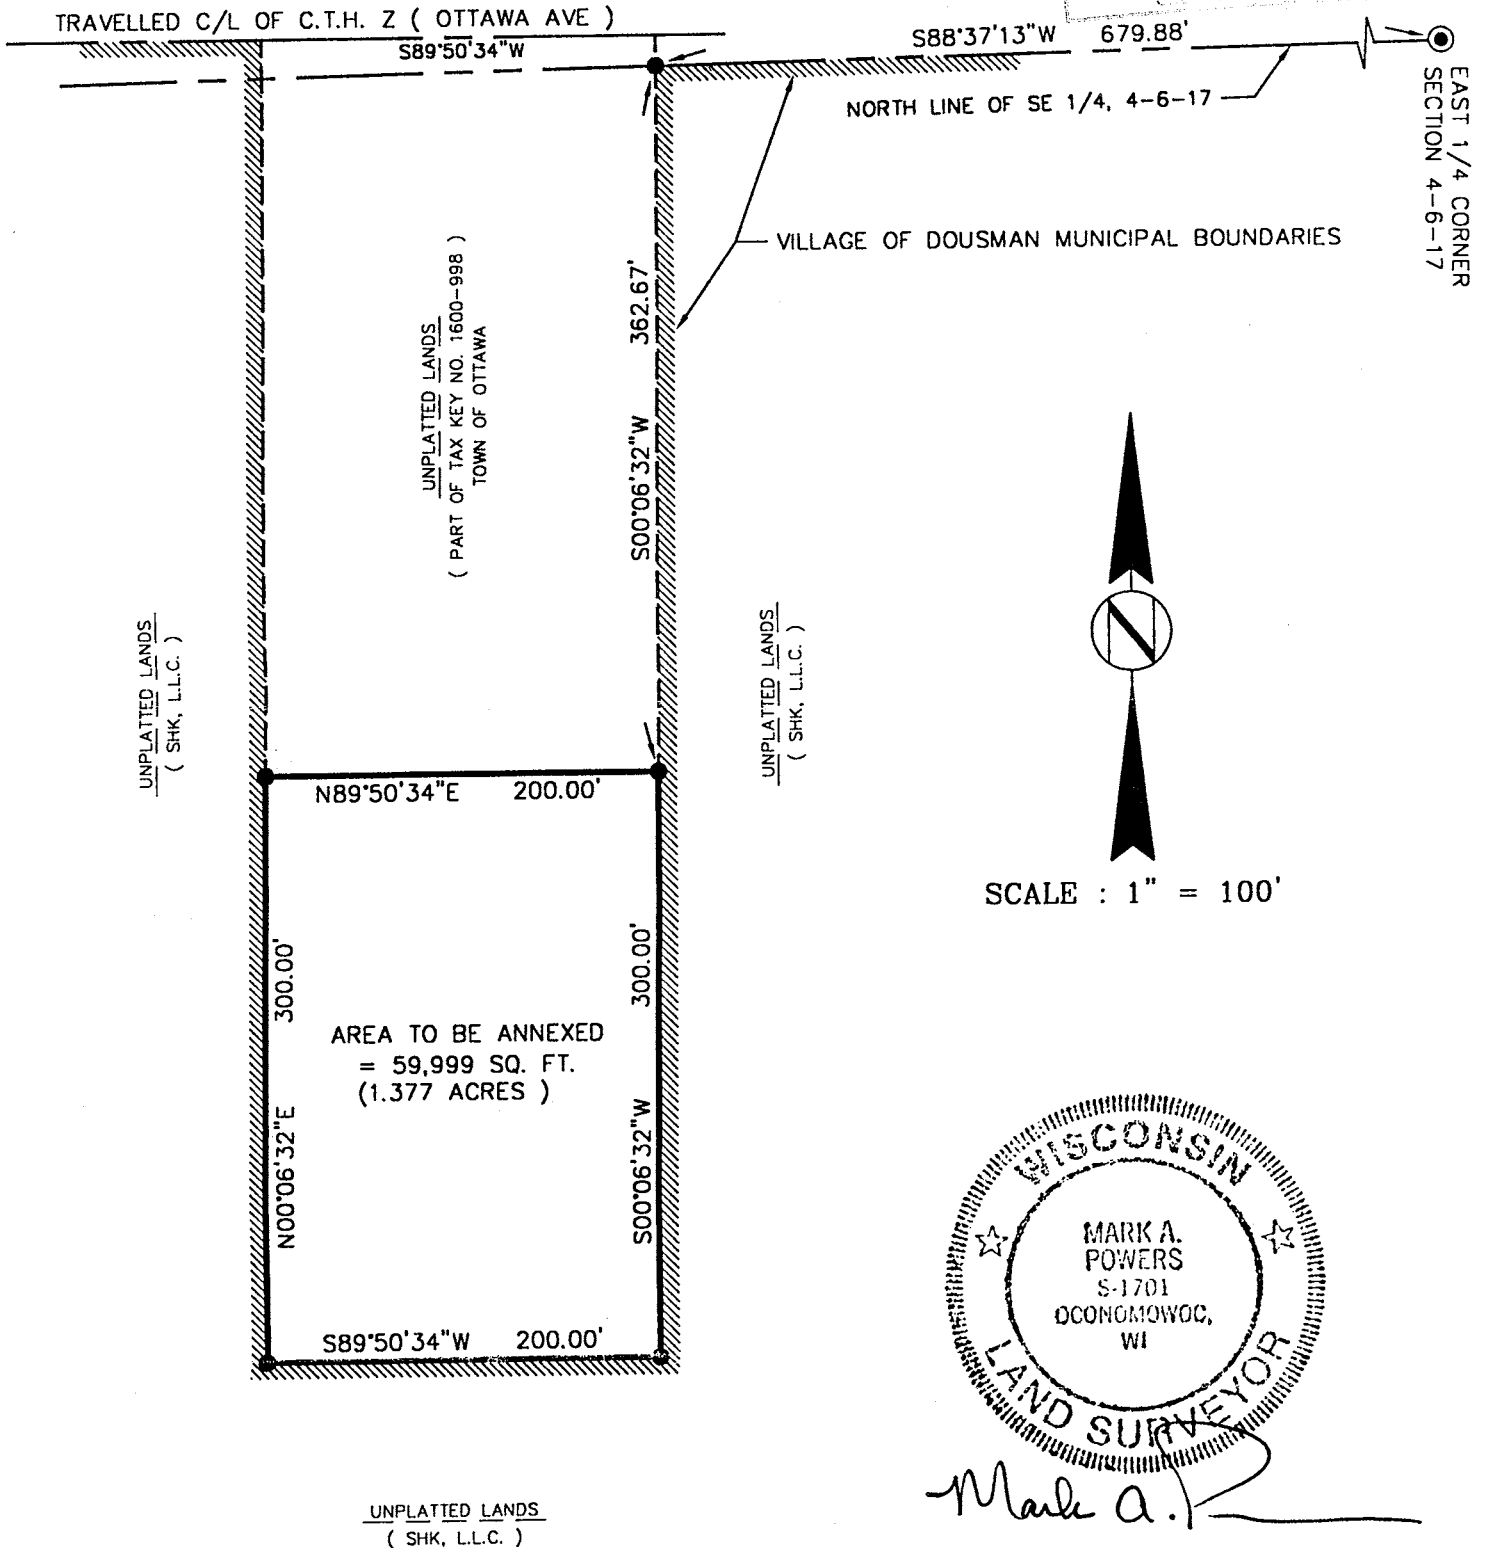 TRAVELLED C/L OF C.T.H. Z ( OTTAWA AVE )
S89°50'34"W
S88°37'13"W 679.88'
NORTH LINE OF SE 1/4, 4-6-17
EAST 1/4 CORNER
SECTION 4-6-17
VILLAGE OF DOUSMAN MUNICIPAL BOUNDARIES
UNPLATTED LANDS
( PART OF TAX KEY NO. 1600-998 )
TOWN OF OTTAWA
S00°06'32"W 362.67'
UNPLATTED LANDS
( SHK, L.L.C. )
UNPLATTED LANDS
( SHK, L.L.C. )
N
SCALE : 1" = 100'
N89°50'34"E 200.00'
N00°06'32"E 300.00'
S00°06'32"W 300.00'
AREA TO BE ANNEXED
= 59,999 SQ. FT.
(1.377 ACRES )
S89°50'34"W 200.00'
UNPLATTED LANDS
( SHK, L.L.C. )
WISCONSIN
MARK A.
POWERS
S-1701
OCONOMOWOC,
WI
LAND SURVEYOR
Mark A. P